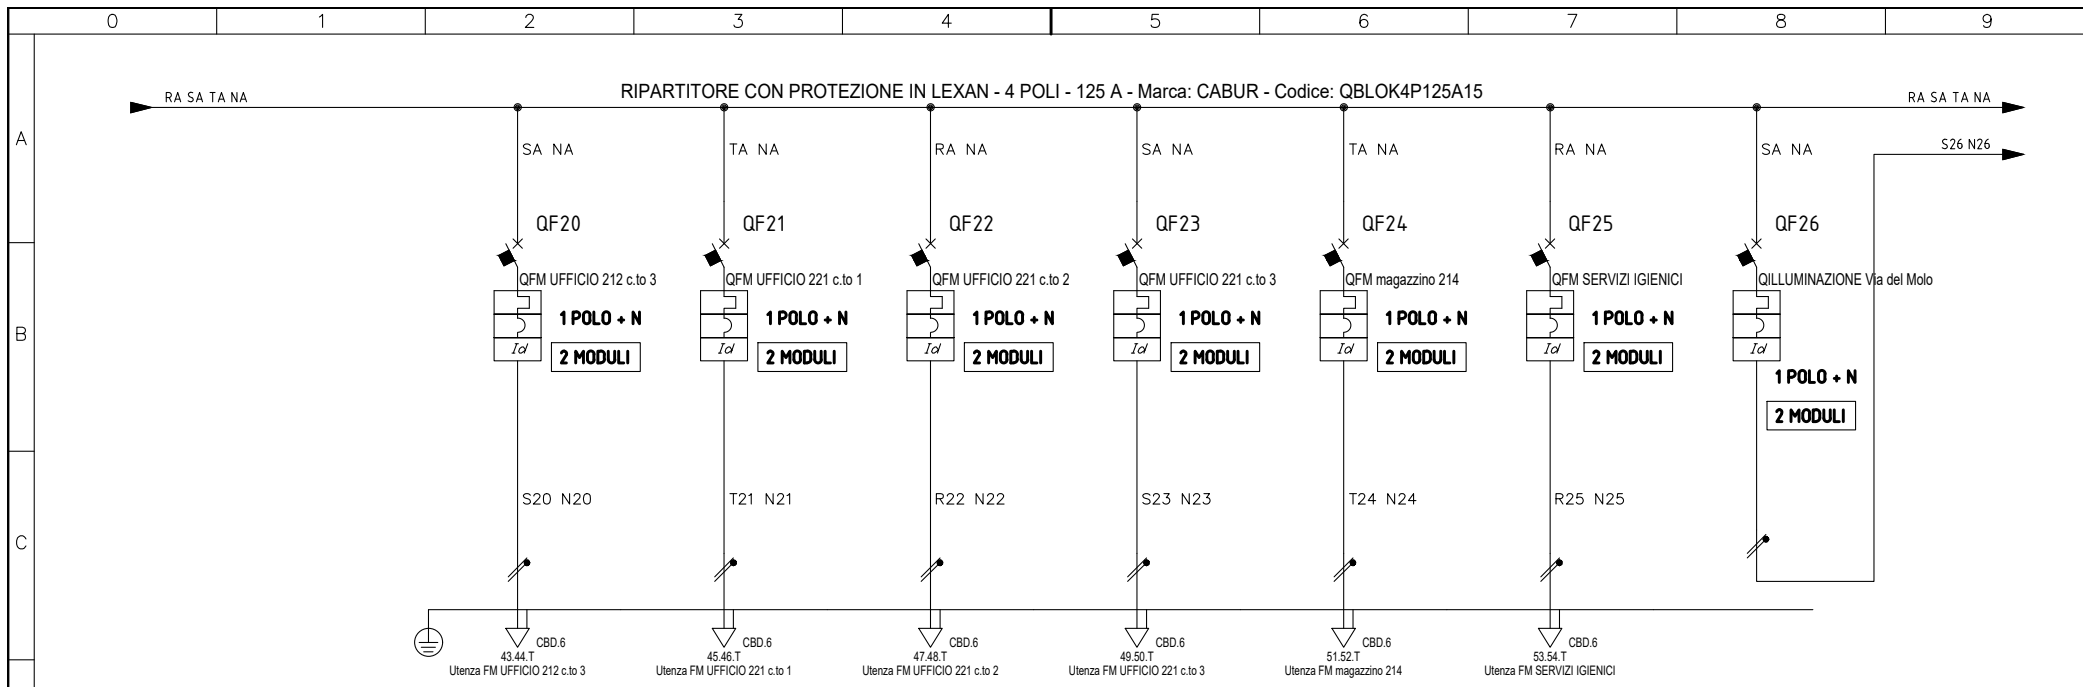 0 1 2 3 4 5 6 7 8 9
RIPARTITORE CON PROTEZIONE IN LEXAN - 4 POLI - 125 A - Marca: CABUR - Codice: QBLOK4P125A15
RA SA TA NA RA SA TA NA
A
SA NA TA NA RA NA SA NA TA NA RA NA SA NA S26 N26
QF20 QF21 QF22 QF23 QF24 QF25 QF26
QFM UFFICIO 212 c.to 3 QFM UFFICIO 221 c.to 1 QFM UFFICIO 221 c.to 2 QFM UFFICIO 221 c.to 3 QFM magazzino 214 QFM SERVIZI IGIENICI QILLUMINAZIONE Via del Molo
1 POLO + N 1 POLO + N 1 POLO + N 1 POLO + N 1 POLO + N 1 POLO + N
B
Id Id Id Id Id Id Id
2 MODULI 2 MODULI 2 MODULI 2 MODULI 2 MODULI 2 MODULI
1 POLO + N
2 MODULI
S20 N20 T21 N21 R22 N22 S23 N23 T24 N24 R25 N25
C
CBD.6 CBD.6 CBD.6 CBD.6 CBD.6 CBD.6
43.44.T 45.46.T 47.48.T 49.50.T 51.52.T 53.54.T
Utenza FM UFFICIO 212 c.to 3 Utenza FM UFFICIO 221 c.to 1 Utenza FM UFFICIO 221 c.to 2 Utenza FM UFFICIO 221 c.to 3 Utenza FM magazzino 214 Utenza FM SERVIZI IGIENICI